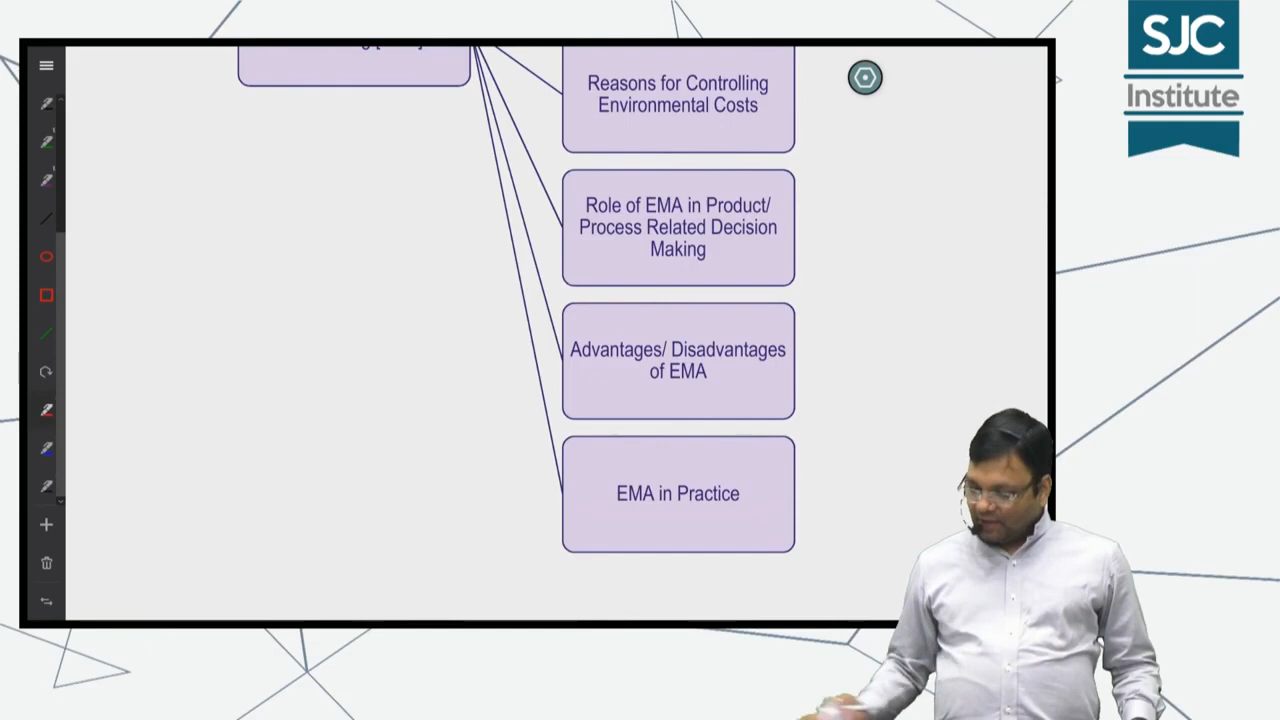 Reasons for Controlling
Environmental Costs
Role of EMA in Product/
Process Related Decision
Making
Advantages/ Disadvantages
of EMA
EMA in Practice
SJC
Institute